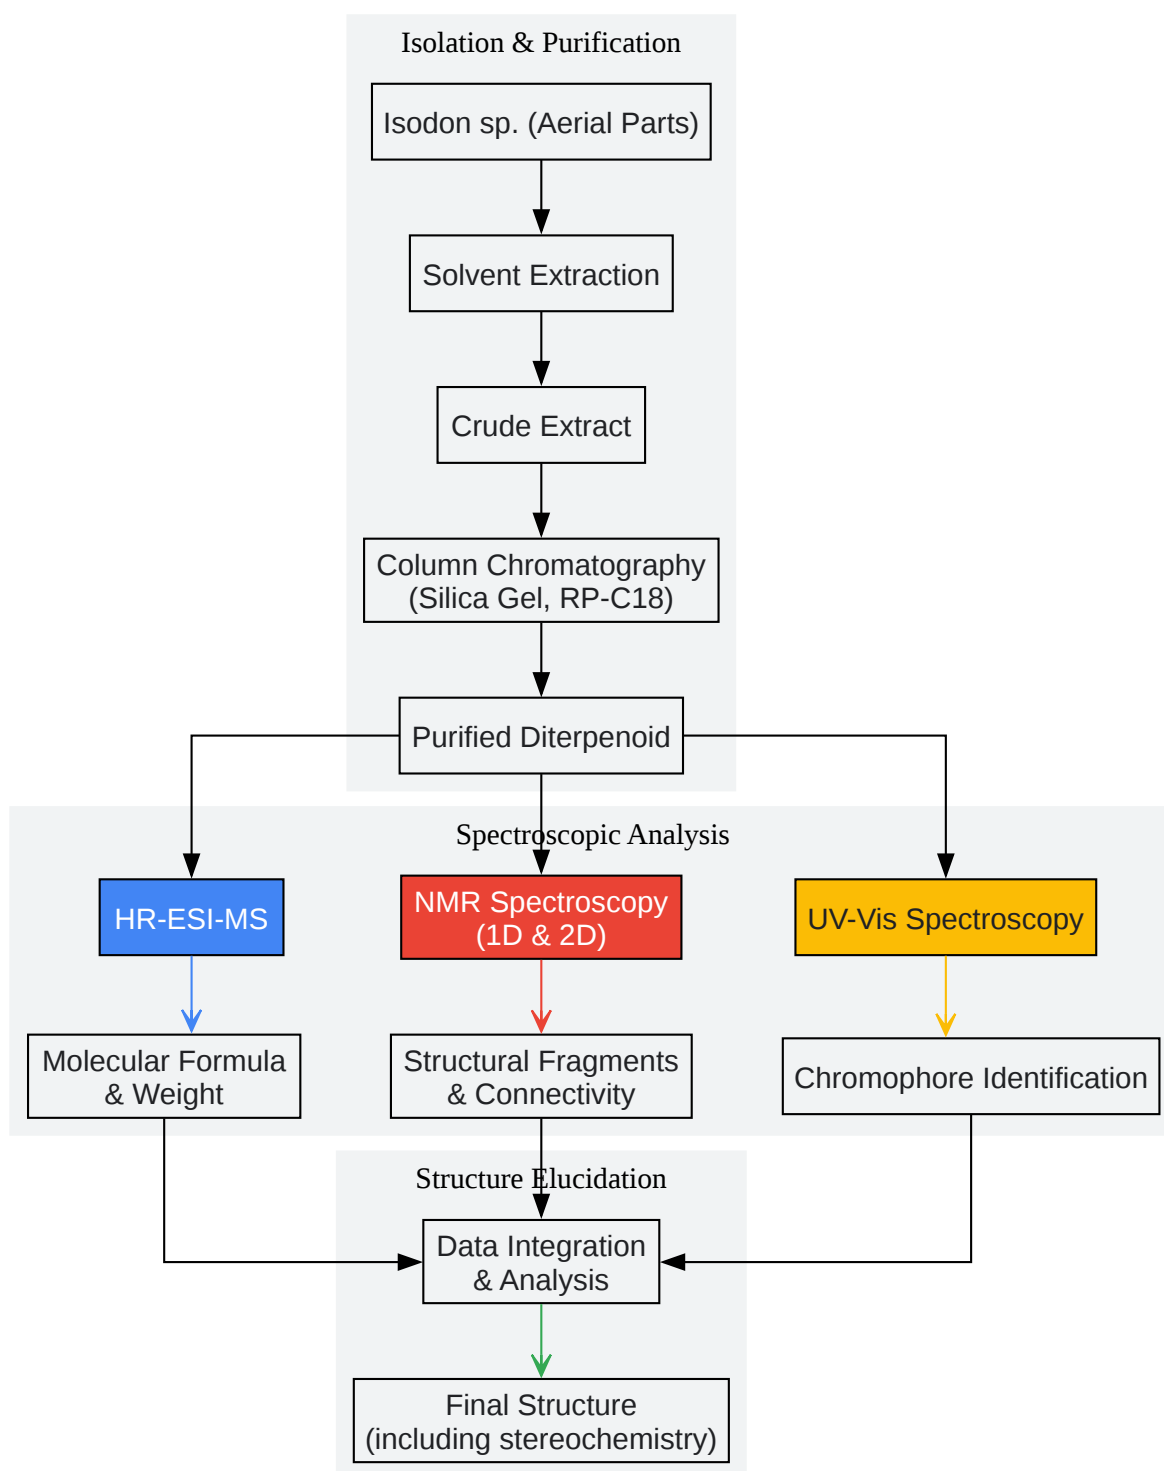 Isolation & Purification
Isodon sp. (Aerial Parts)
Solvent Extraction
Crude Extract
Column Chromatography
(Silica Gel, RP-C18)
Purified Diterpenoid
Spectroscopic Analysis
HR-ESI-MS
NMR Spectroscopy
(1D & 2D)
UV-Vis Spectroscopy
Molecular Formula
& Weight
Structural Fragments
& Connectivity
Chromophore Identification
Structure Elucidation
Data Integration
& Analysis
Final Structure
(including stereochemistry)